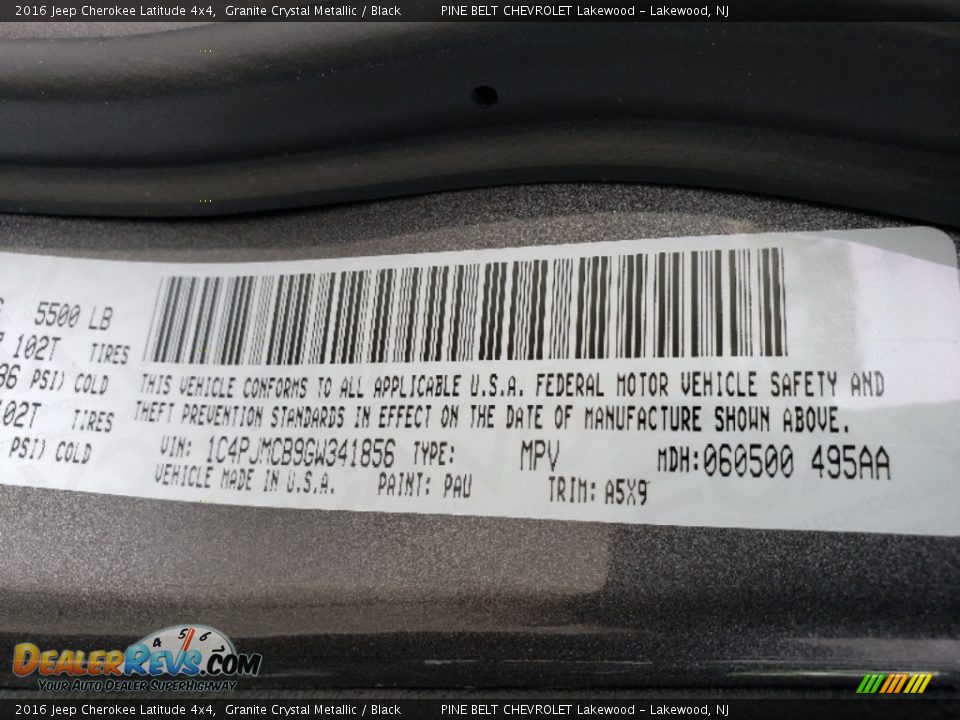 2016 Jeep Cherokee Latitude 4x4, Granite Crystal Metallic / Black PINE BELT CHEVROLET Lakewood - Lakewood, NJ
5500 LB
102T TIRES
PSI) COLD
102T TIRES
PSI) COLD
THIS VEHICLE CONFORMS TO ALL APPLICABLE U.S.A. FEDERAL MOTOR VEHICLE SAFETY AND
THEFT PREVENTION STANDARDS IN EFFECT ON THE DATE OF MANUFACTURE SHOWN ABOVE.
VIN: 1C4PJMCB9GW341856 TYPE: MPV MDH:060500 495AA
VEHICLE MADE IN U.S.A. PAINT: PAU TRIM: A5X9
4 5 6
DEALERREVS.COM
YOUR AUTO DEALER SUPERHIGHWAY
2016 Jeep Cherokee Latitude 4x4, Granite Crystal Metallic / Black PINE BELT CHEVROLET Lakewood - Lakewood, NJ